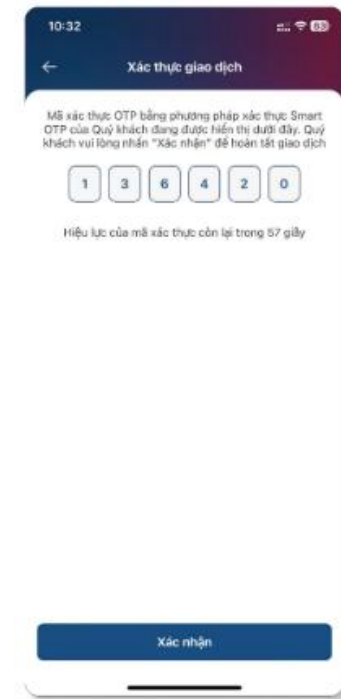 10:32
63
Xác thực giao dịch
Mã xác thực OTP bằng phương pháp xác thực Smart
OTP của Quý khách đang được hiển thị dưới đây. Quý
khách vui lòng nhấn "Xác nhận" để hoàn tất giao dịch
1 3 6 4 2 0
Hiệu lực của mã xác thực còn lại trong 57 giây
Xác nhận